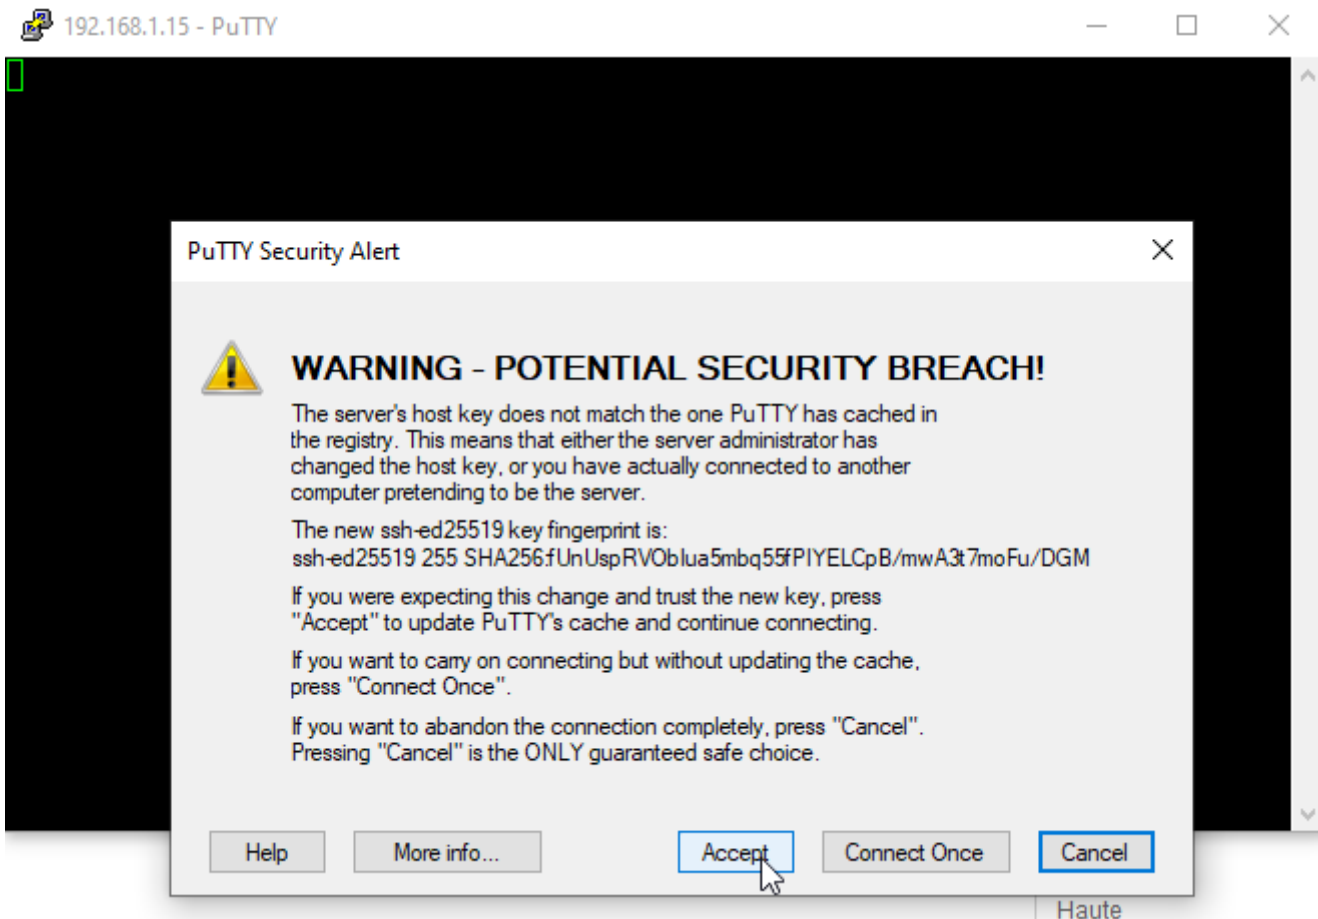 192.168.1.15 - PuTTY
PuTTY Security Alert
WARNING - POTENTIAL SECURITY BREACH!
The server's host key does not match the one PuTTY has cached in
the registry. This means that either the server administrator has
changed the host key, or you have actually connected to another
computer pretending to be the server.
The new ssh-ed25519 key fingerprint is:
ssh-ed25519 255 SHA256:fUnUspRVOblua5mbq55fPIYELCpB/mwA3t7moFu/DGM
If you were expecting this change and trust the new key, press
"Accept" to update PuTTY's cache and continue connecting.
If you want to carry on connecting but without updating the cache,
press "Connect Once".
If you want to abandon the connection completely, press "Cancel".
Pressing "Cancel" is the ONLY guaranteed safe choice.
Help More info... Accept Connect Once Cancel
Haute